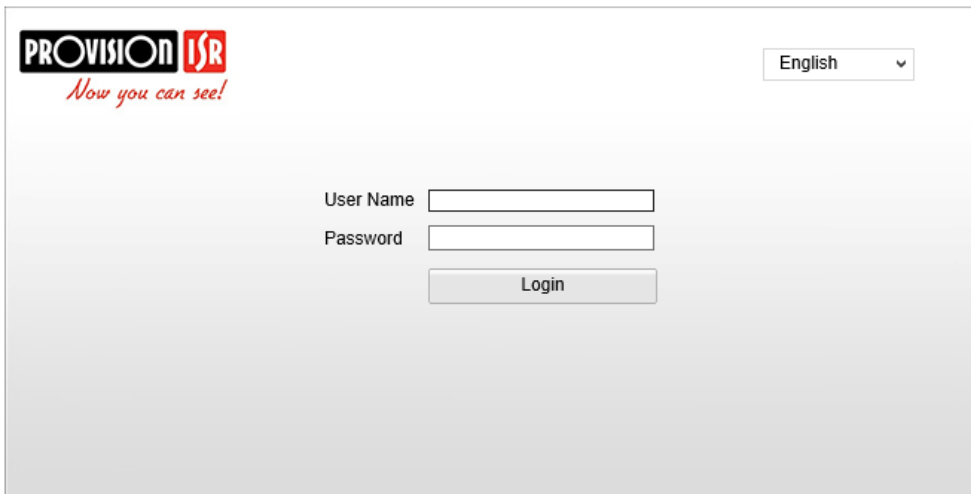 PROVISION ISR
Now you can see!
English
User Name
Password
Login